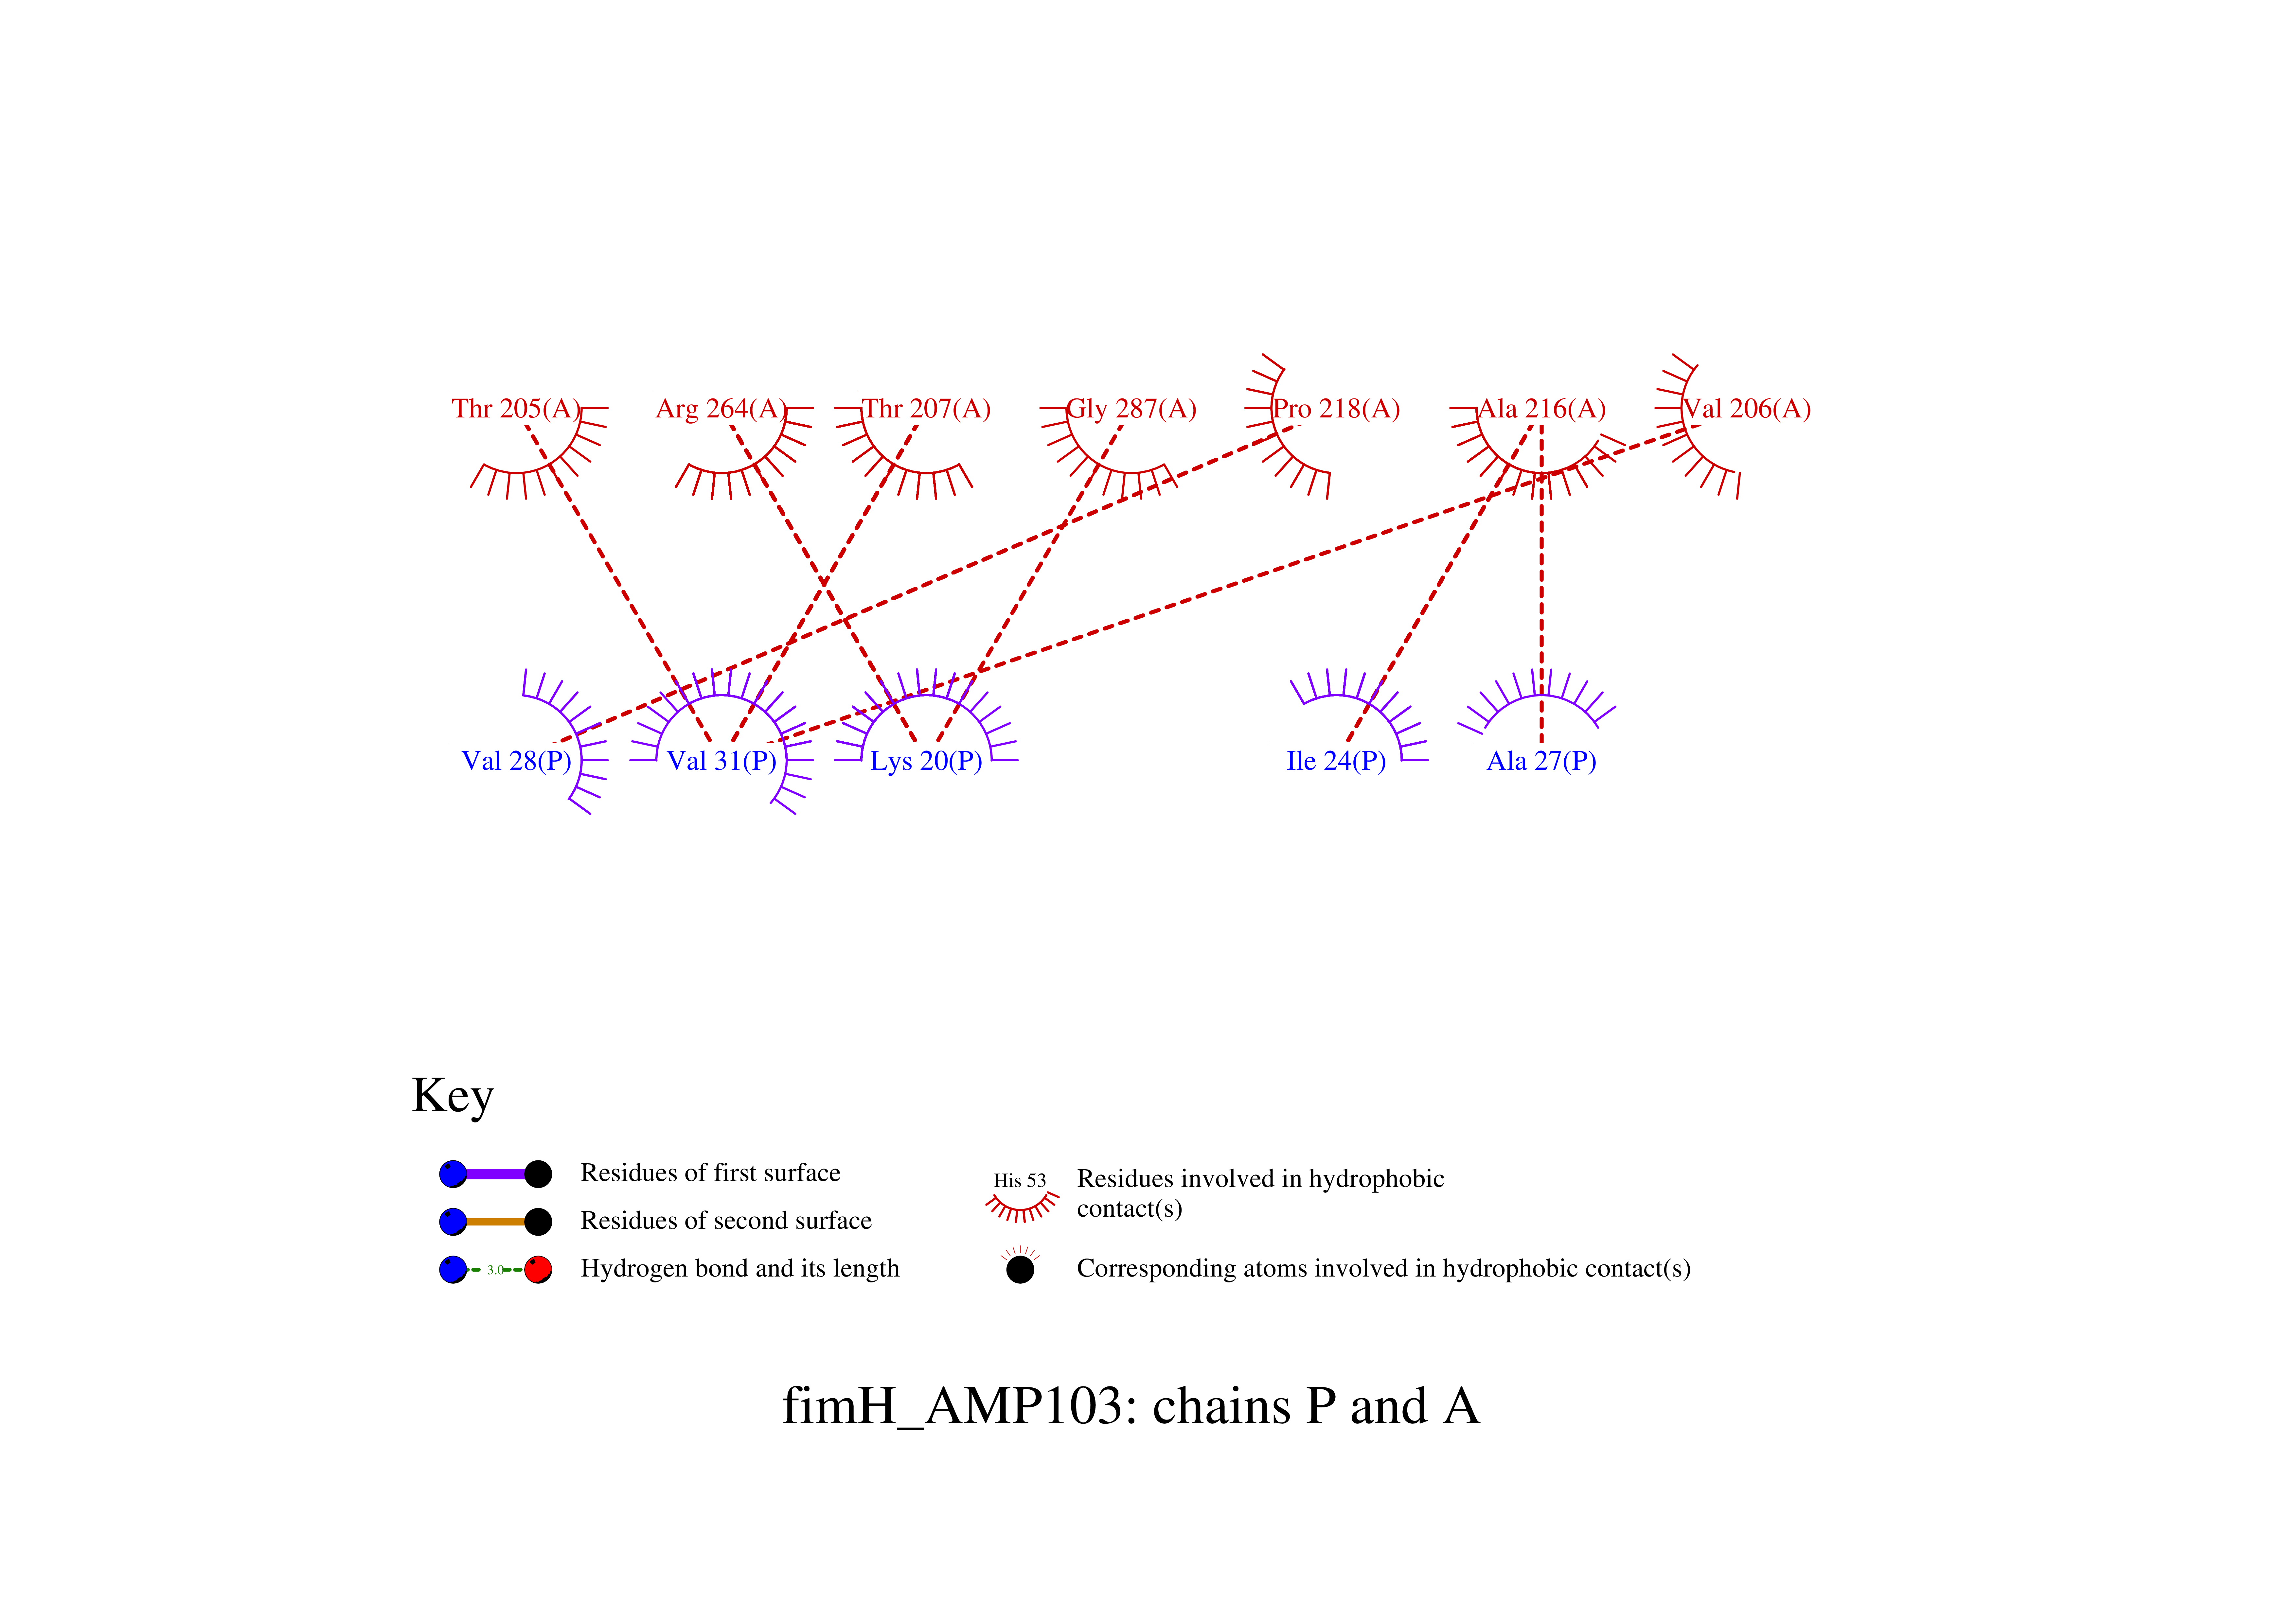 Thr 205(A) Arg 264(A) Thr 207(A) Gly 287(A) Pro 218(A) Ala 216(A) Val 206(A)
Val 28(P) Val 31(P) Lys 20(P) Ile 24(P) Ala 27(P)
Key
Residues of first surface
Residues of second surface
3.0 Hydrogen bond and its length
His 53 Residues involved in hydrophobic
contact(s)
Corresponding atoms involved in hydrophobic contact(s)
fimH_AMP103: chains P and A